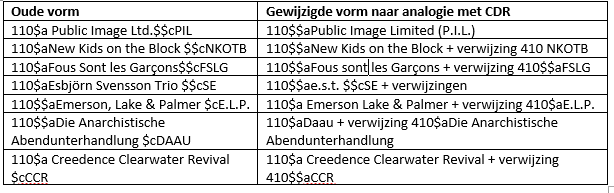 Oude vorm Gewijzigde vorm naar analogie met CDR
110$aPublic Image Ltd.$$cPIL 110$$aPublic Image Limited (P.I.L.)
110$aNew Kids on the Block $$cNKOTB 110$$aNew Kids on the Block + verwijzing 410 NKOTB
110$aFous Sont les Garçons$$cFSLG 110$$aFous sont les Garçons + verwijzing 410$$aFSLG
110$aEsbjörn Svensson Trio $$cSE 110$$ae.s.t. $$cSE + verwijzingen
110$$aEmerson, Lake & Palmer $cE.L.P. 110$a Emerson Lake & Palmer + verwijzing 410$aE.L.P.
110$$aDie Anarchistische 110$aDaau + verwijzing 410$aDie Anarchistische
Abendunterhandlung $cDAAU Abendunterhandlung
110$a Creedence Clearwater Revival 110$a Creedence Clearwater Revival + verwijzing
$cCCR 410$$aCCR